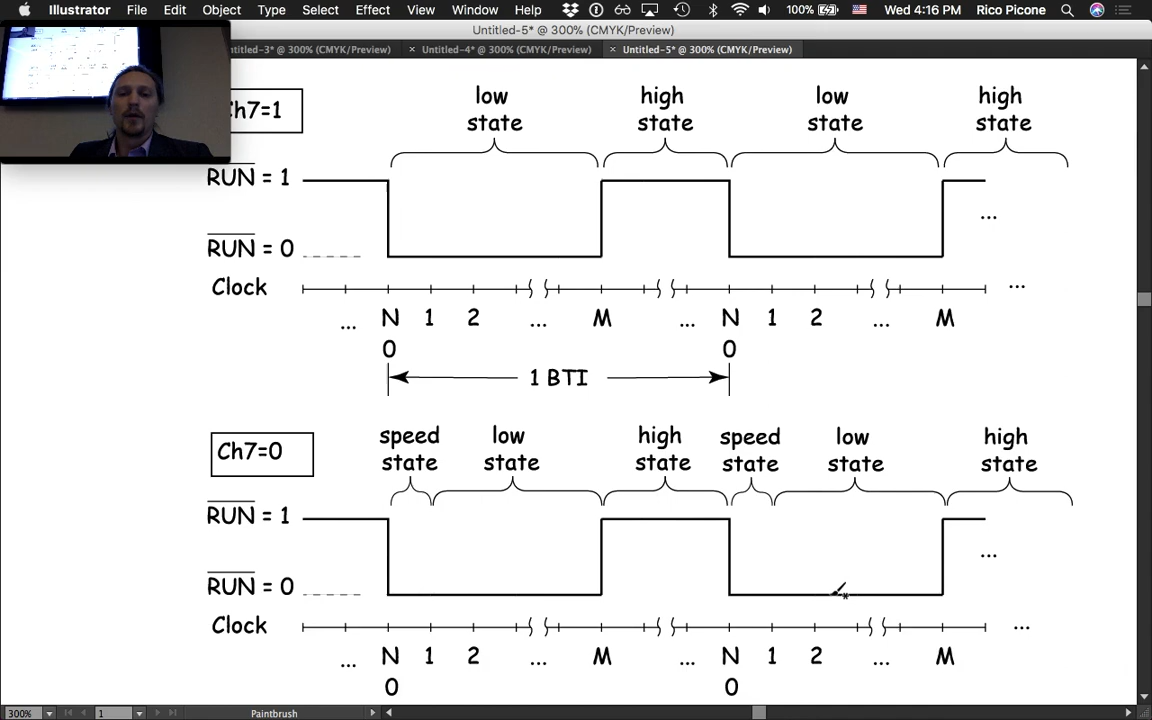 Illustrator File Edit Object Type Select Effect View Window Help 100% Wed 4:16 PM Rico Picone
Untitled-5* @ 300% (CMYK/Preview)
ntitled-3* @ 300% (CMYK/Preview) × Untitled-4* @ 300% (CMYK/Preview) × Untitled-5* @ 300% (CMYK/Preview)
Ch7=1
low state
high state
low state
high state
RUN = 1
...
RUN = 0
Clock ...
... N 1 2 ... M ... N 1 2 ... M
0 0
1 BTI
Ch7=0
speed state
low state
high state
speed state
low state
high state
RUN = 1
...
RUN = 0
Clock ...
... N 1 2 ... M ... N 1 2 ... M
0 0
300% 1 Paintbrush